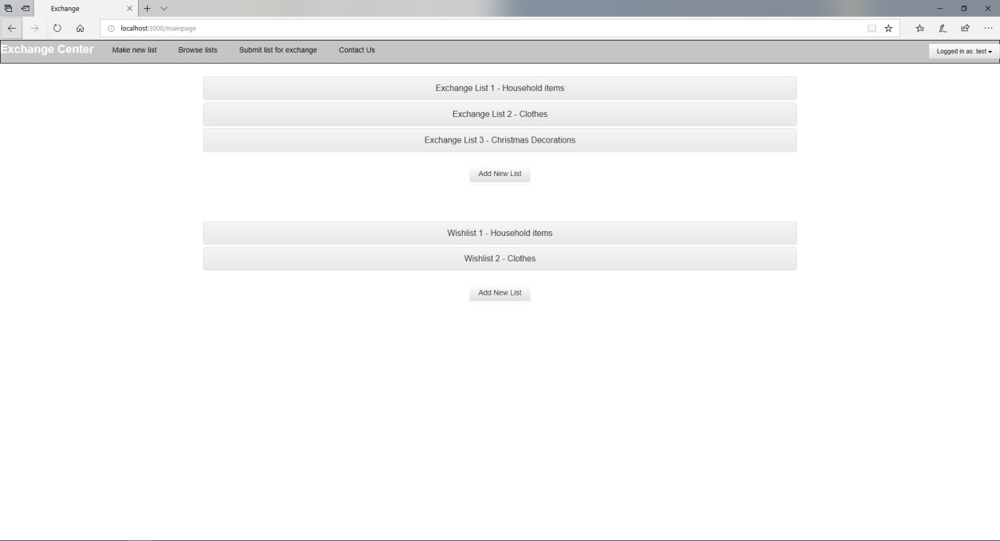 Exchange
localhost:3000/mainpage
Exchange Center Make new list Browse lists Submit list for exchange Contact Us Logged in as: test
Exchange List 1 - Household items
Exchange List 2 - Clothes
Exchange List 3 - Christmas Decorations
Add New List
Wishlist 1 - Household items
Wishlist 2 - Clothes
Add New List